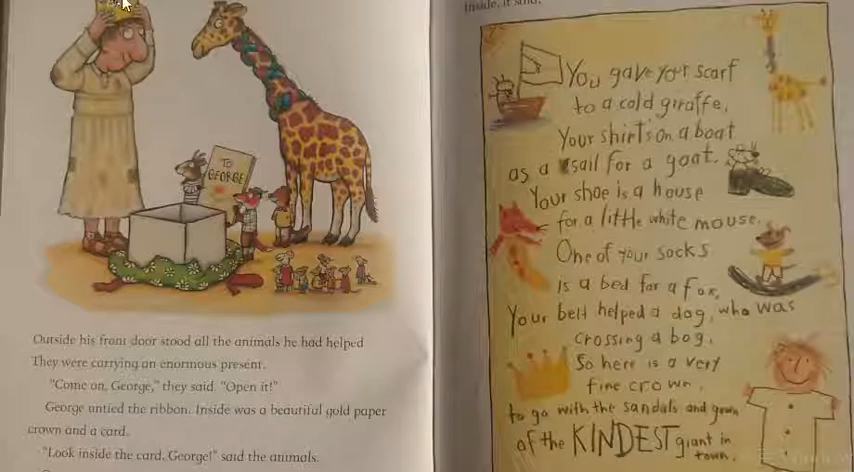 TO
GEORGE
Outside his front door stood all the animals he had helped
They were carrying an enormous present.
"Come on, George," they said. "Open it!"
George untied the ribbon. Inside was a beautiful gold paper
crown and a card.
"Look inside the card, George!" said the animals.
Inside, it said:
You gave your scarf
to a cold giraffe,
Your shirt's on a boat
as a sail for a goat.
Your shoe is a house
for a little white mouse.
One of your socks
is a bed for a fox,
Your belt helped a dog, who was
crossing a bog.
So here is a very
fine crown,
to go with the sandals and gown
of the KINDEST giant in
town.